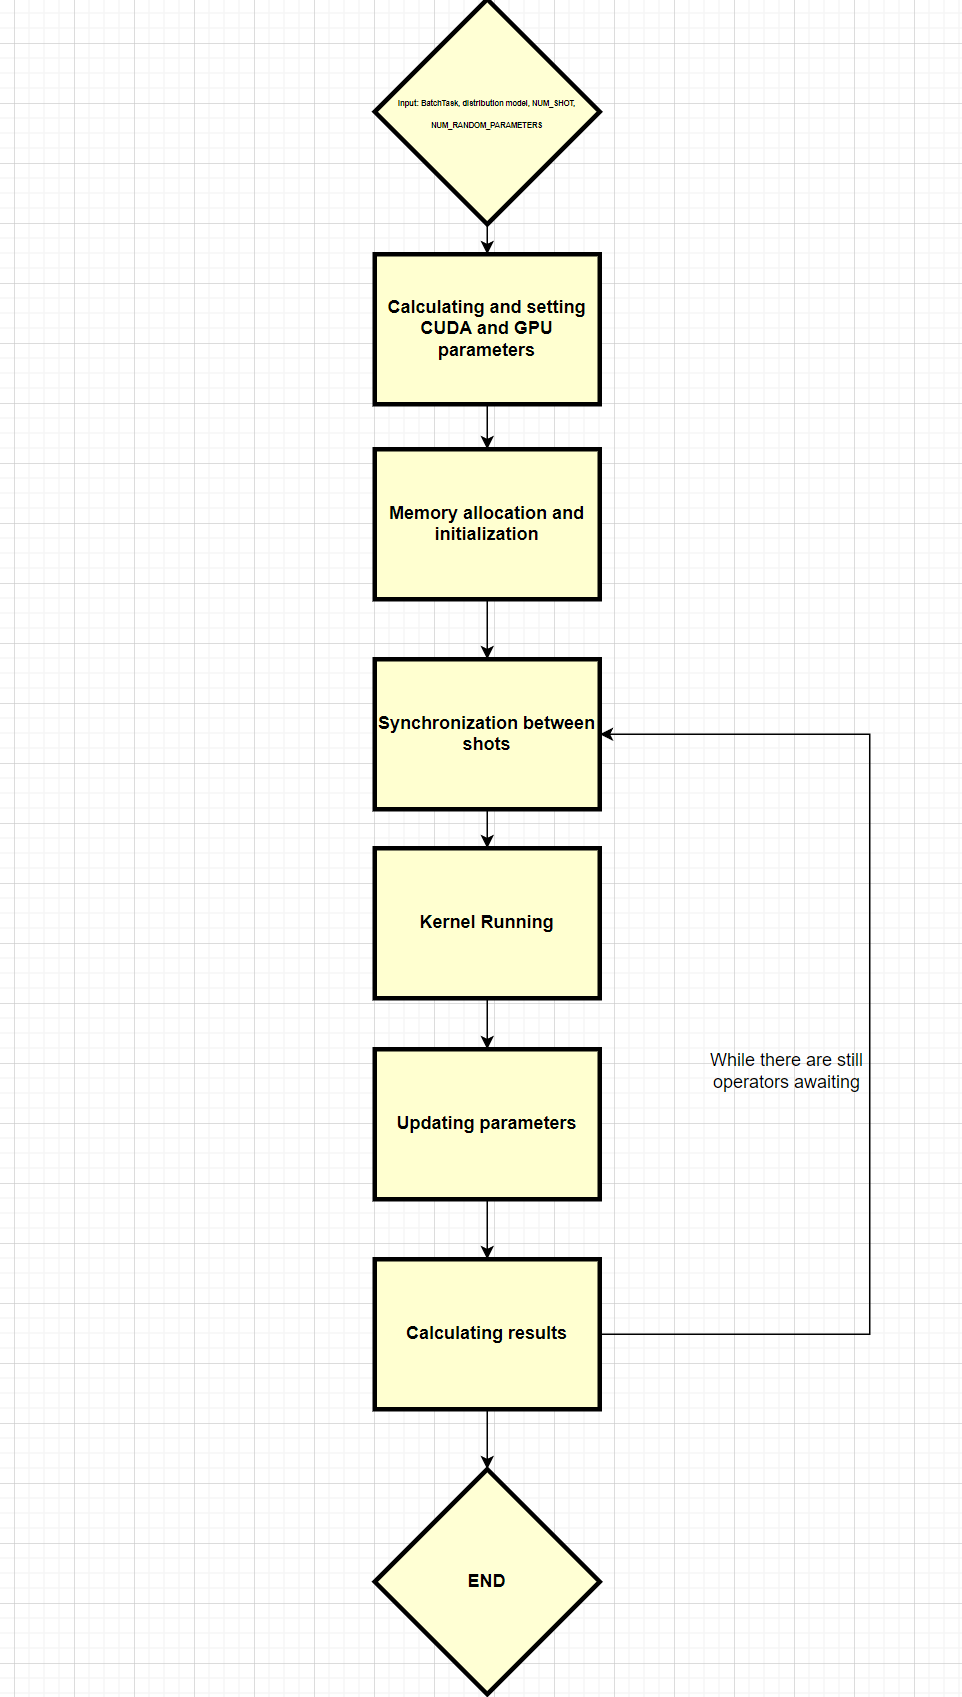 Input: BatchTask, distribution model, NUM_SHOT,
NUM_RANDOM_PARAMETERS
Calculating and setting
CUDA and GPU
parameters
Memory allocation and
initialization
Synchronization between
shots
Kernel Running
While there are still
operators awaiting
Updating parameters
Calculating results
END